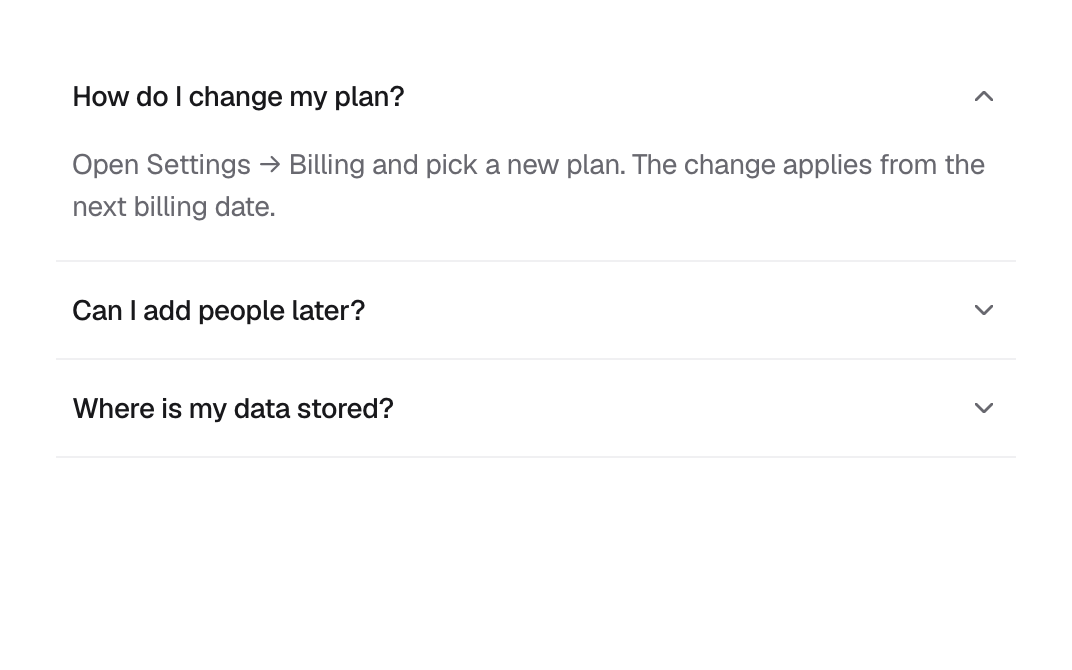 How do I change my plan?
Open Settings → Billing and pick a new plan. The change applies from the
next billing date.
Can I add people later?
Where is my data stored?